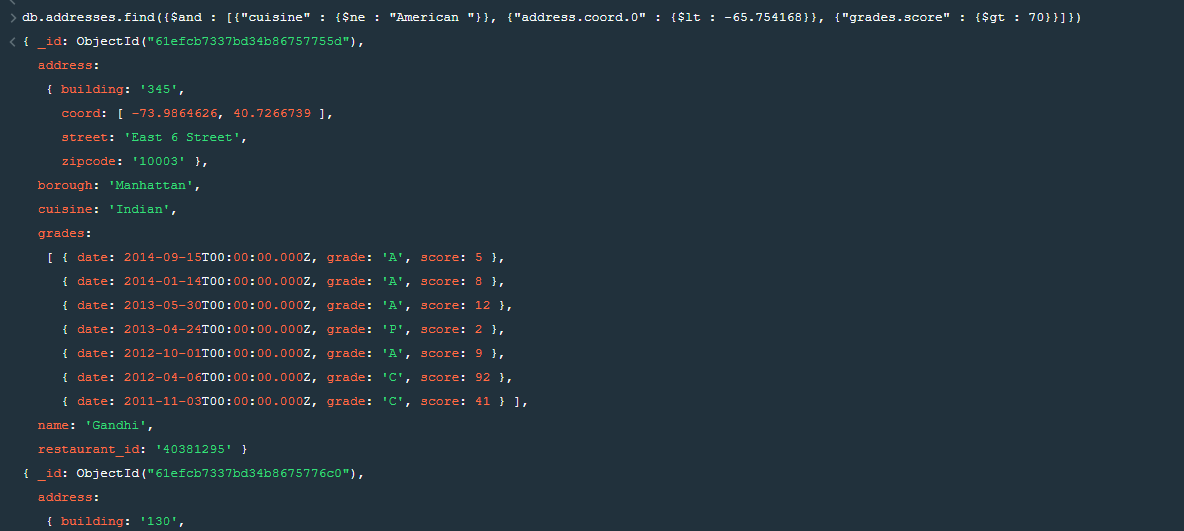 db.addresses.find({$and : [{"cuisine" : {$ne : "American "}}, {"address.coord.0" : {$lt : -65.754168}}, {"grades.score" : {$gt : 70}}]})
{ _id: ObjectId("61efcb7337bd34b86757755d"),
address:
{ building: '345',
coord: [ -73.9864626, 40.7266739 ],
street: 'East 6 Street',
zipcode: '10003' },
borough: 'Manhattan',
cuisine: 'Indian',
grades:
[ { date: 2014-09-15T00:00:00.000Z, grade: 'A', score: 5 },
{ date: 2014-01-14T00:00:00.000Z, grade: 'A', score: 8 },
{ date: 2013-05-30T00:00:00.000Z, grade: 'A', score: 12 },
{ date: 2013-04-24T00:00:00.000Z, grade: 'P', score: 2 },
{ date: 2012-10-01T00:00:00.000Z, grade: 'A', score: 9 },
{ date: 2012-04-06T00:00:00.000Z, grade: 'C', score: 92 },
{ date: 2011-11-03T00:00:00.000Z, grade: 'C', score: 41 } ],
name: 'Gandhi',
restaurant_id: '40381295' }
{ _id: ObjectId("61efcb7337bd34b8675776c0"),
address:
{ building: '130',